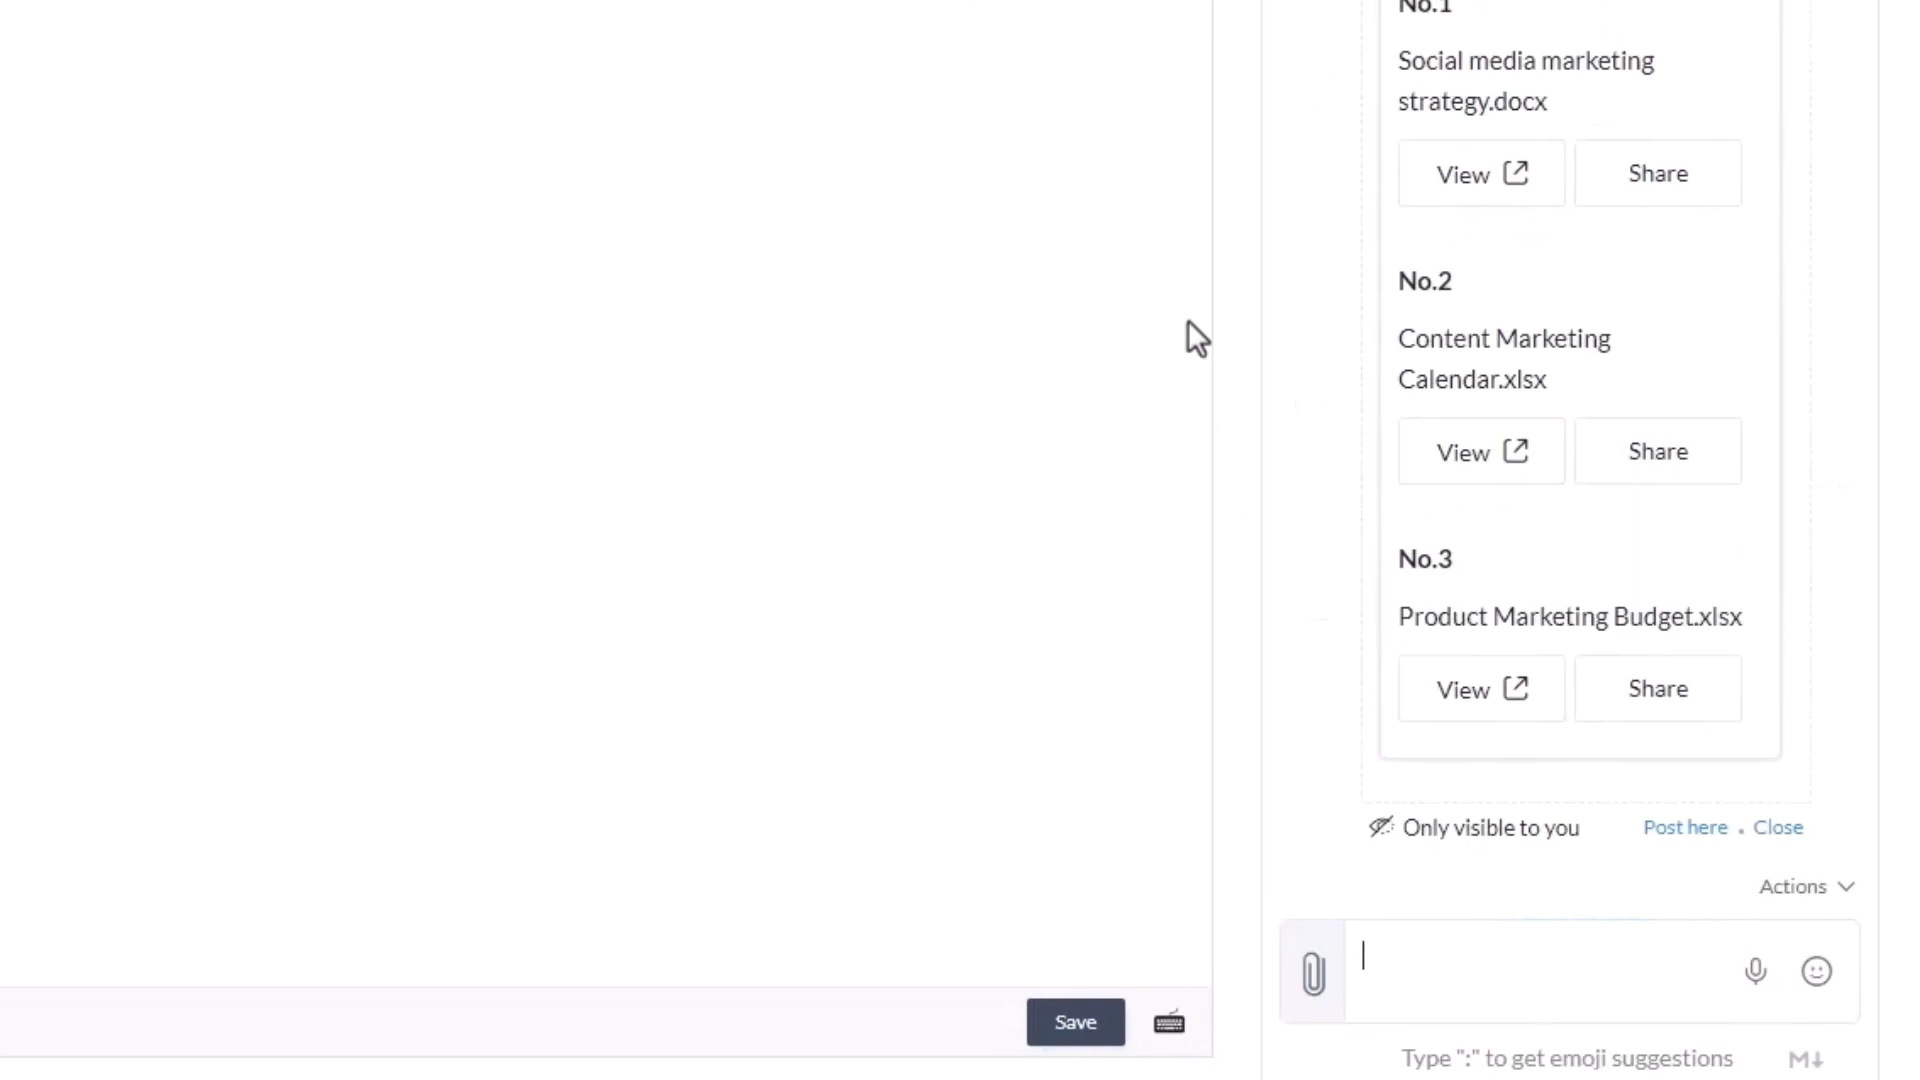 No.1
Social media marketing
strategy.docx
View Share
No.2
Content Marketing
Calendar.xlsx
View Share
No.3
Product Marketing Budget.xlsx
View Share
Only visible to you Post here . Close
Actions
Save
Type ":" to get emoji suggestions M↓